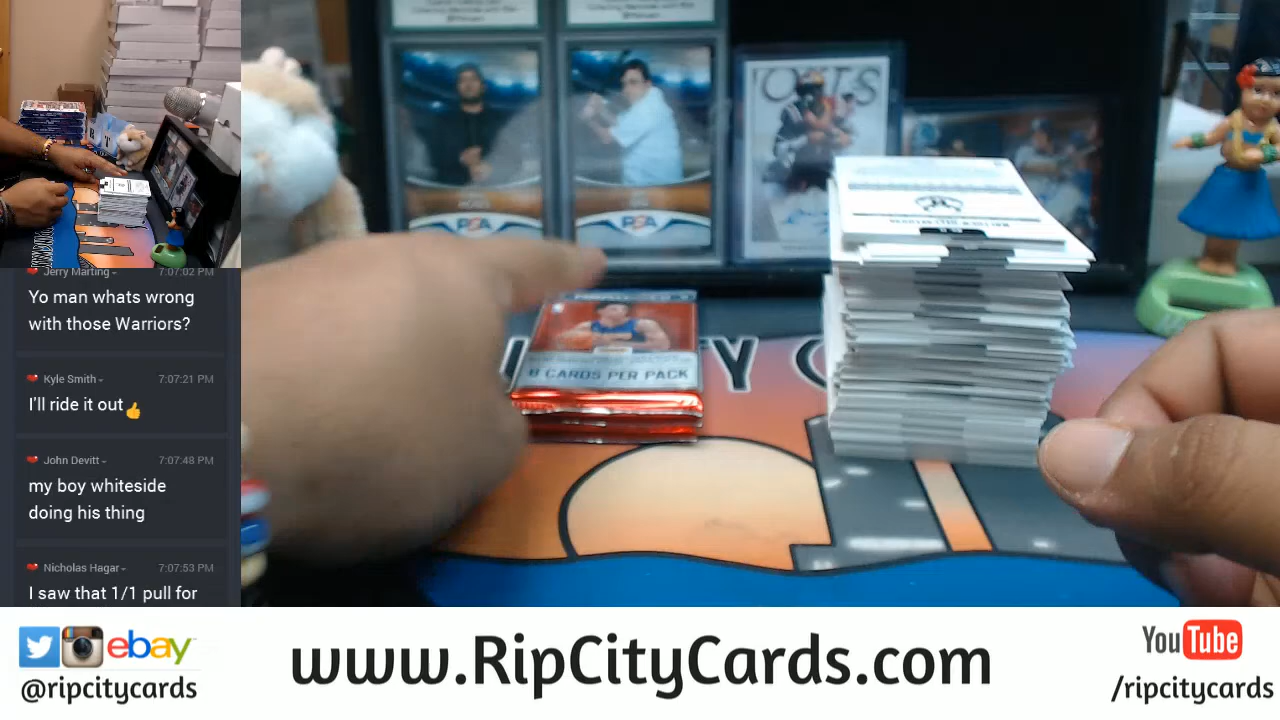 Jerry Marting 7:07:02 PM
Yo man whats wrong
with those Warriors?
Kyle Smith 7:07:21 PM
I'll ride it out👍
John Devitt 7:07:48 PM
my boy whiteside
doing his thing
Nicholas Hagar 7:07:53 PM
I saw that 1/1 pull for
PSA
PSA
8 CARDS PER PACK
ebay
@ripcitycards
www.RipCityCards.com
YouTube
/ripcitycards